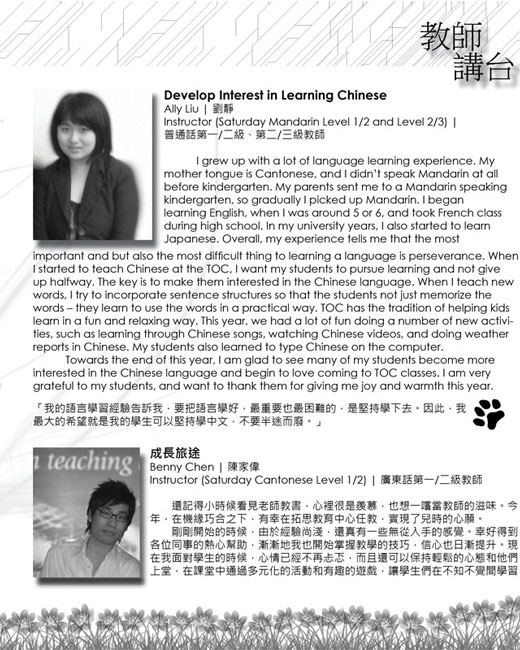 教師
講台
Develop Interest in Learning Chinese
Ally Liu | 劉靜
Instructor (Saturday Mandarin Level 1/2 and Level 2/3) |
普通話第一/二級、第二/三級教師
I grew up with a lot of language learning experience. My
mother tongue is Cantonese, and I didn't speak Mandarin at all
before kindergarten. My parents sent me to a Mandarin speaking
kindergarten, so gradually I picked up Mandarin. I began
learning English, when I was around 5 or 6, and took French class
during high school. In my university years, I also started to learn
Japanese. Overall, my experience tells me that the most
important and but also the most difficult thing to learning a language is perseverance. When
I started to teach Chinese at the TOC, I want my students to pursue learning and not give
up halfway. The key is to make them interested in the Chinese language. When I teach new
words, I try to incorporate sentence structures so that the students not just memorize the
words – they learn to use the words in a practical way. TOC has the tradition of helping kids
learn in a fun and relaxing way. This year, we had a lot of fun doing a number of new activi-
ties, such as learning through Chinese songs, watching Chinese videos, and doing weather
reports in Chinese. My students also learned to type Chinese on the computer.
Towards the end of this year, I am glad to see many of my students become more
interested in the Chinese language and begin to love coming to TOC classes. I am very
grateful to my students, and want to thank them for giving me joy and warmth this year.
「我的語言學習經驗告訴我，要把語言學好，最重要也最困難的，是堅持學下去。因此，我
最大的希望就是我的學生可以堅持學中文，不要半途而廢。」
n teaching
成長旅途
Benny Chen | 陳家偉
Instructor (Saturday Cantonese Level 1/2) | 廣東話第一/二級教師
還記得小時候看見老師教書，心裡很是羨慕，也想一嚐當教師的滋味。今
年，在機緣巧合之下，有幸在拓思教育中心任教，實現了兒時的心願。
剛剛開始的時候，由於經驗尚淺，還真有一些無從入手的感覺。幸好得到
各位同事的熱心幫助，漸漸地我也開始掌握教學的技巧，信心也日漸提升。現
在我面對學生的時候，心情已經不再忐忑，而且還可以保持輕鬆的心態和他們
上堂，在課堂中通過多元化的活動和有趣的遊戲，讓學生們在不知不覺間學習